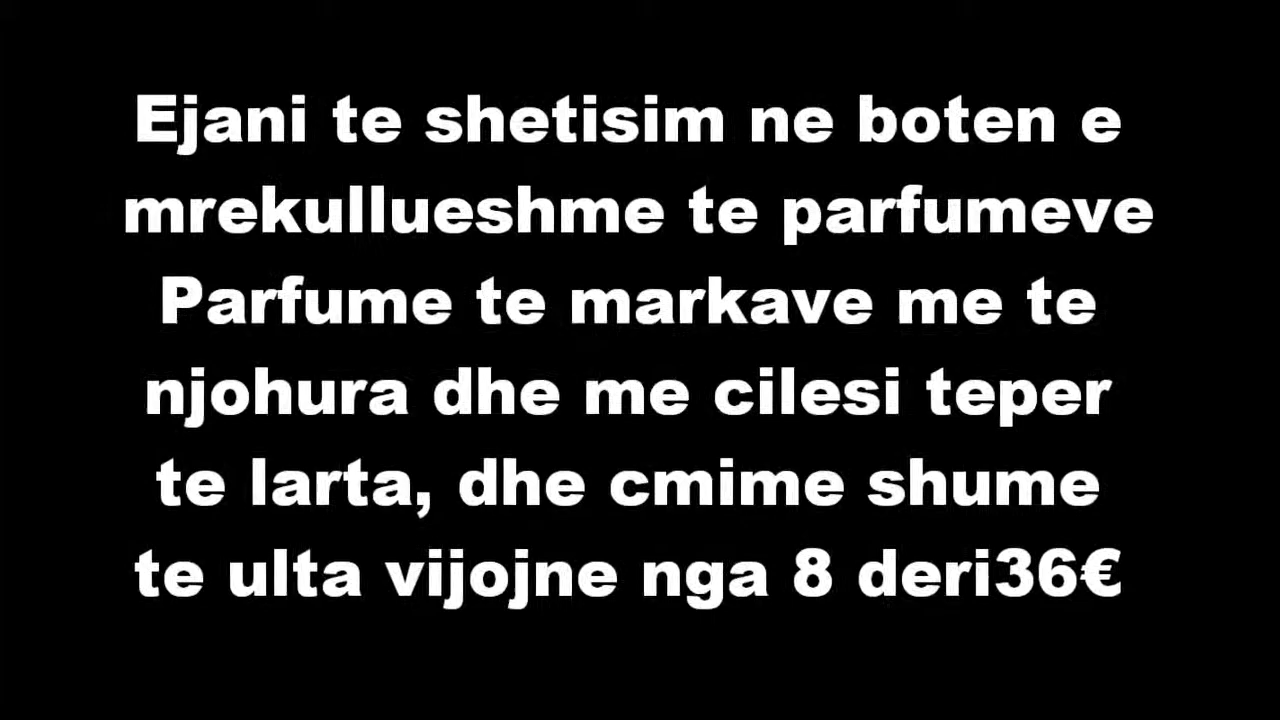 Ejani te shetisim ne boten e
mrekullueshme te parfumeve
Parfume te markave me te
njohura dhe me cilesi teper
te larta, dhe cmime shume
te ulta vijojne nga 8 deri36€